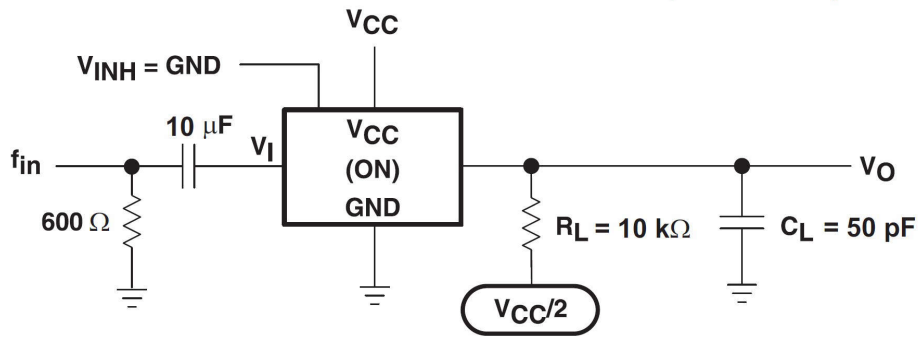 VCC
VINH = GND
10 μF
VI
fin
600 Ω
VCC
(ON)
GND
VO
RL = 10 kΩ
CL = 50 pF
VCC/2